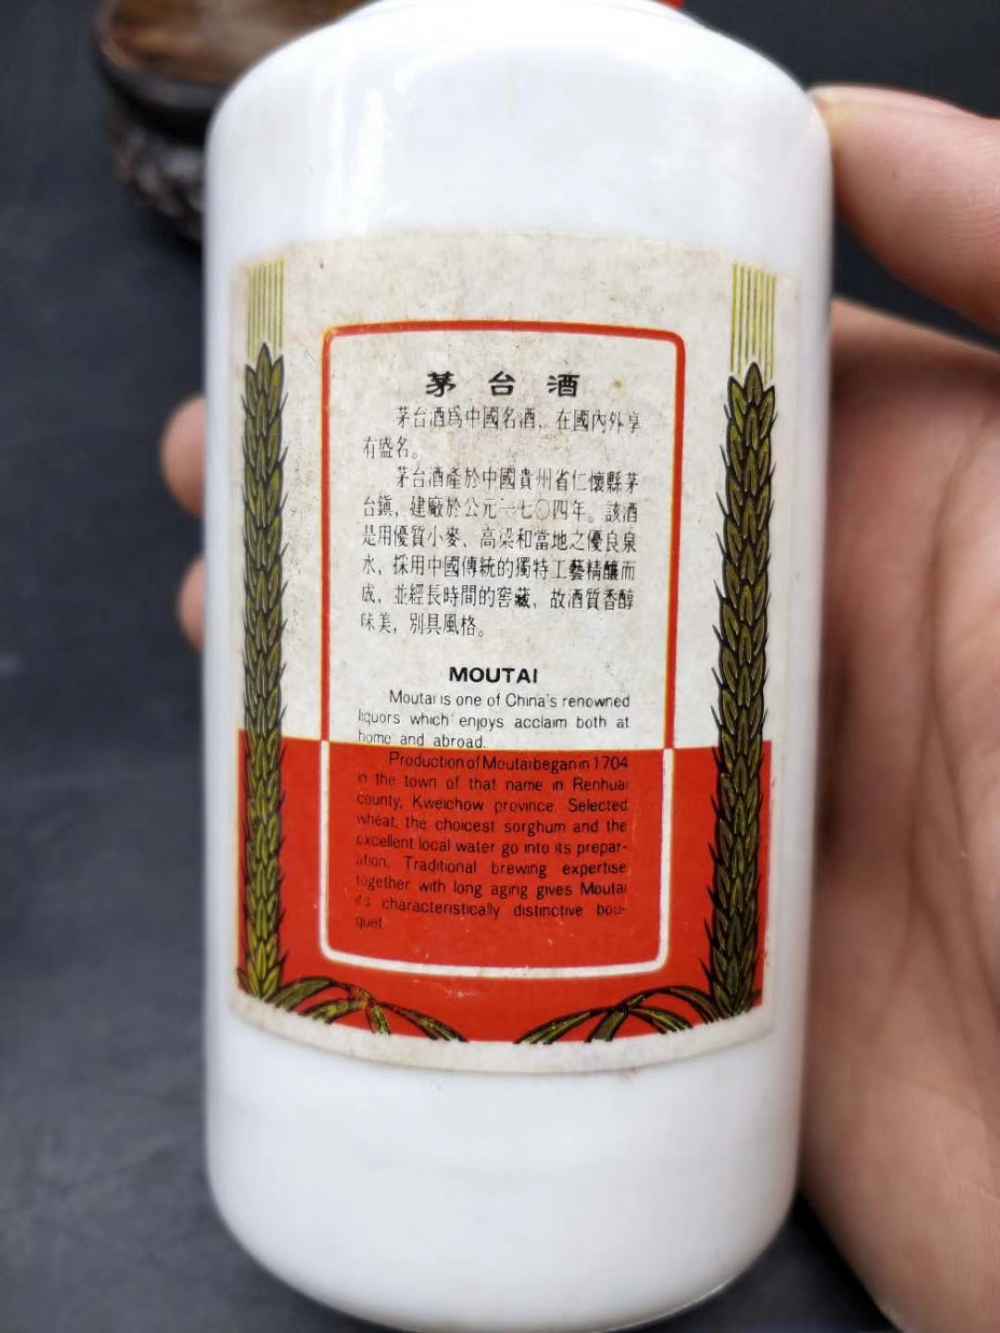 茅台酒
茅台酒爲中國名酒，在國內外享
有盛名。
茅台酒產於中國貴州省仁懷縣茅
台鎮，建廠於公元一七〇四年。該酒
是用優質小麥、高梁和當地之優良泉
水，採用中國傳統的獨特工藝精釀而
成，並經長時間的窖藏，故酒質香醇
味美，別具風格。
MOUTAI
Moutai is one of China's renowned
liquors which enjoys acclaim both at
home and abroad.
Production of Moutai began in 1704
in the town of that name in Renhuai
county, Kweichow province. Selected
wheat, the choicest sorghum and the
excellent local water go into its prepar-
ation. Traditional brewing expertise
together with long aging gives Moutai
its characteristically distinctive bou-
quet.